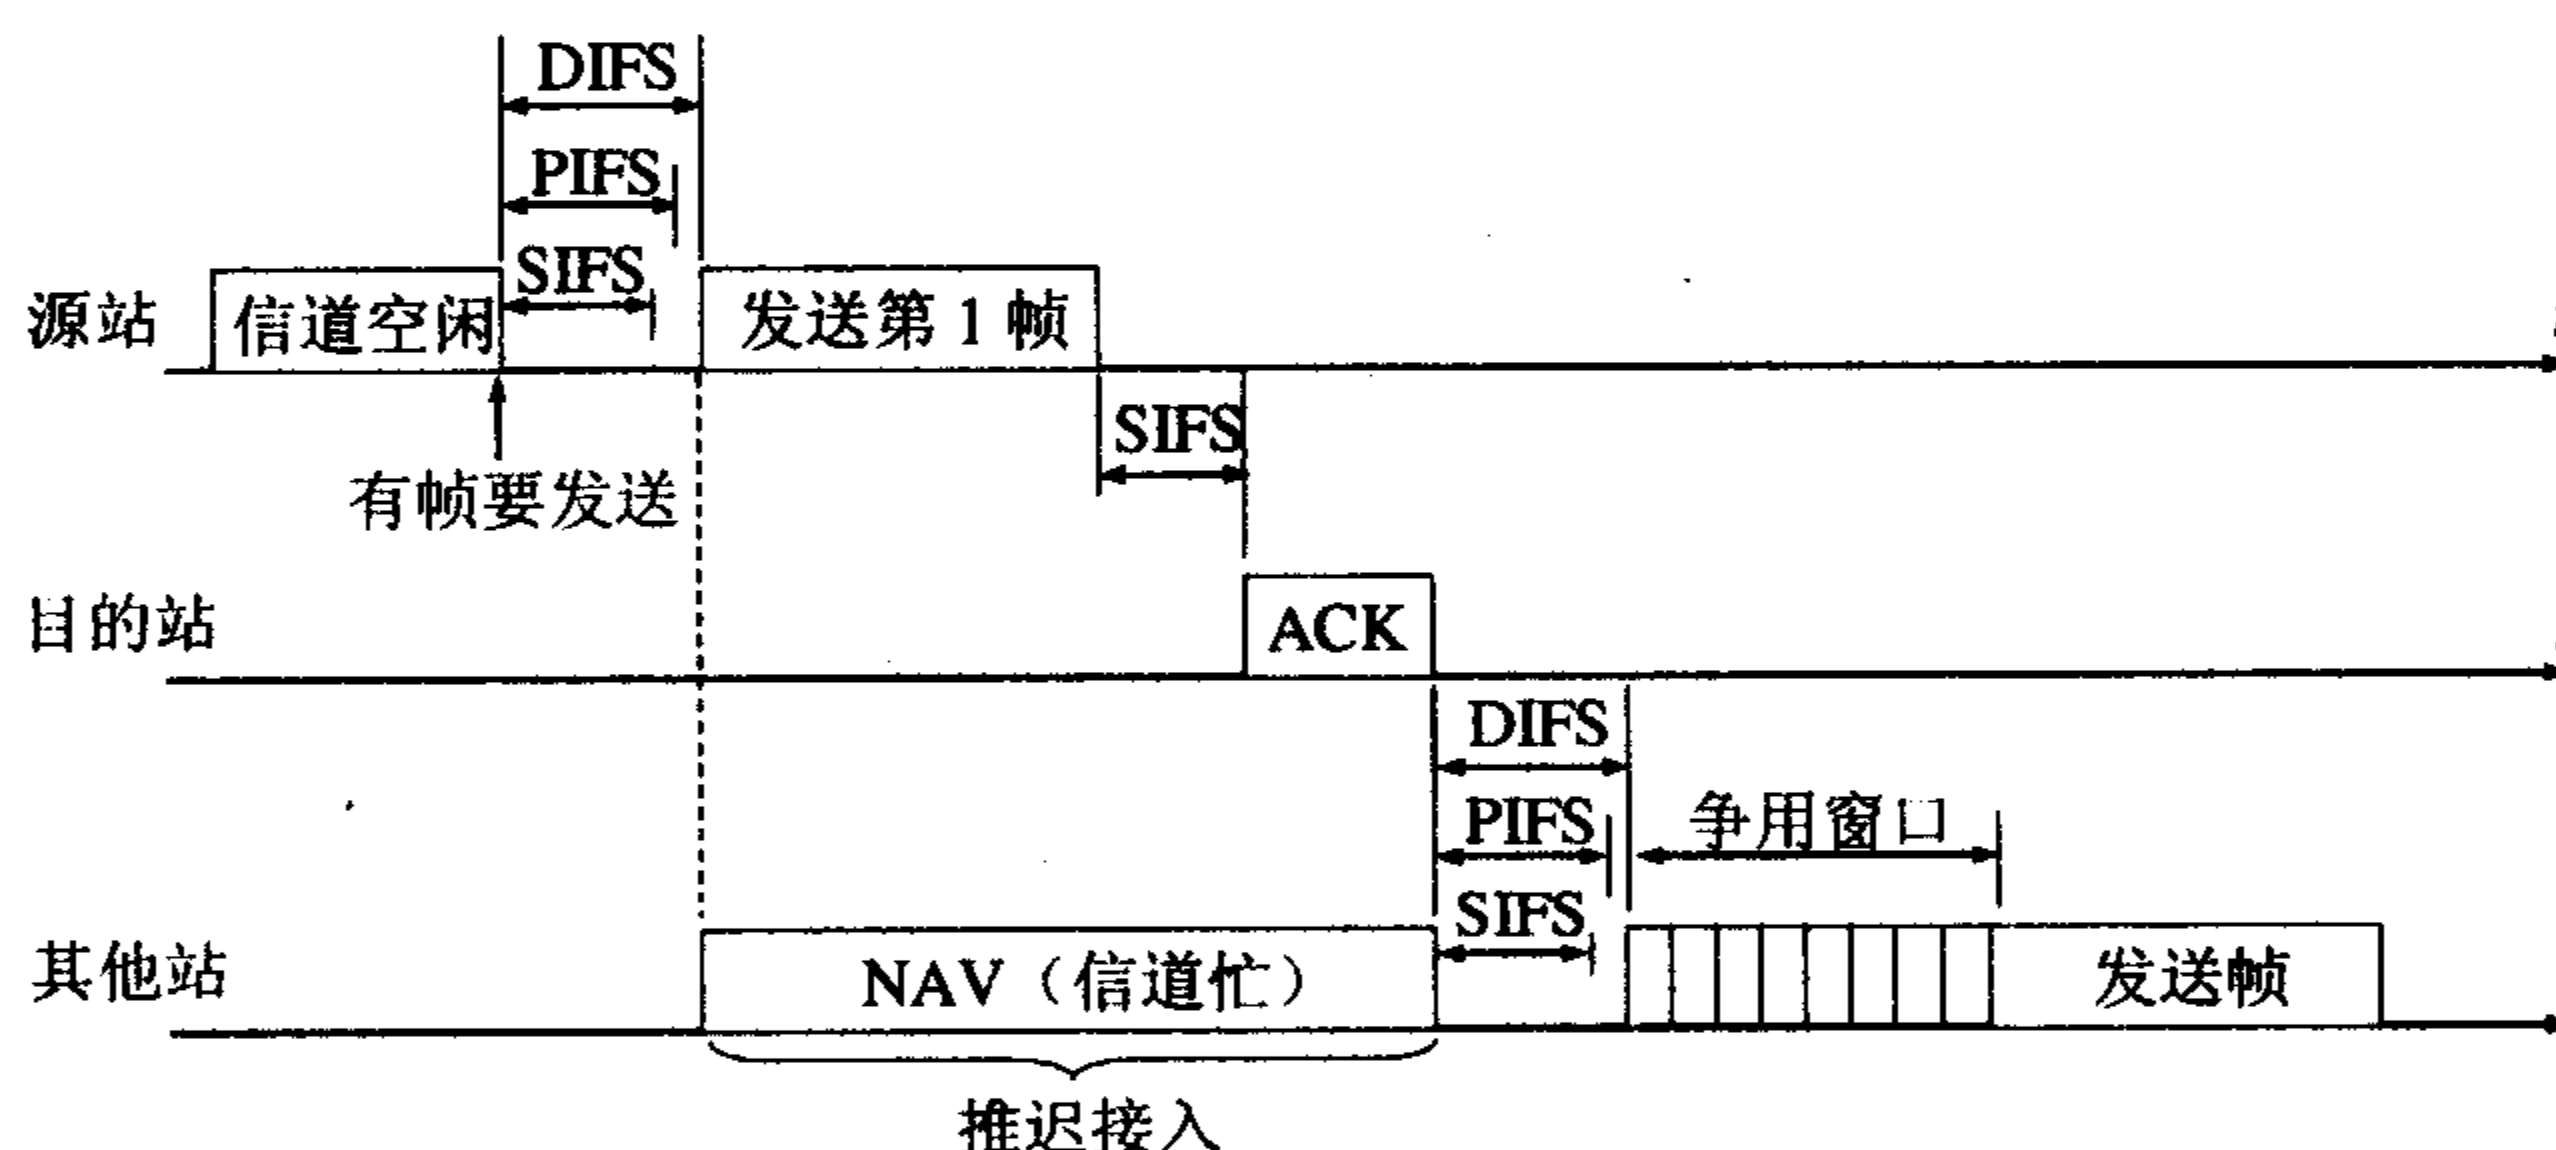 DIFS
PIFS
SIFS
源站
信道空闲
发送第 1 帧
SIFS
有帧要发送
目的站
ACK
DIFS
PIFS
争用窗口
SIFS
其他站
NAV（信道忙）
发送帧
推迟接入